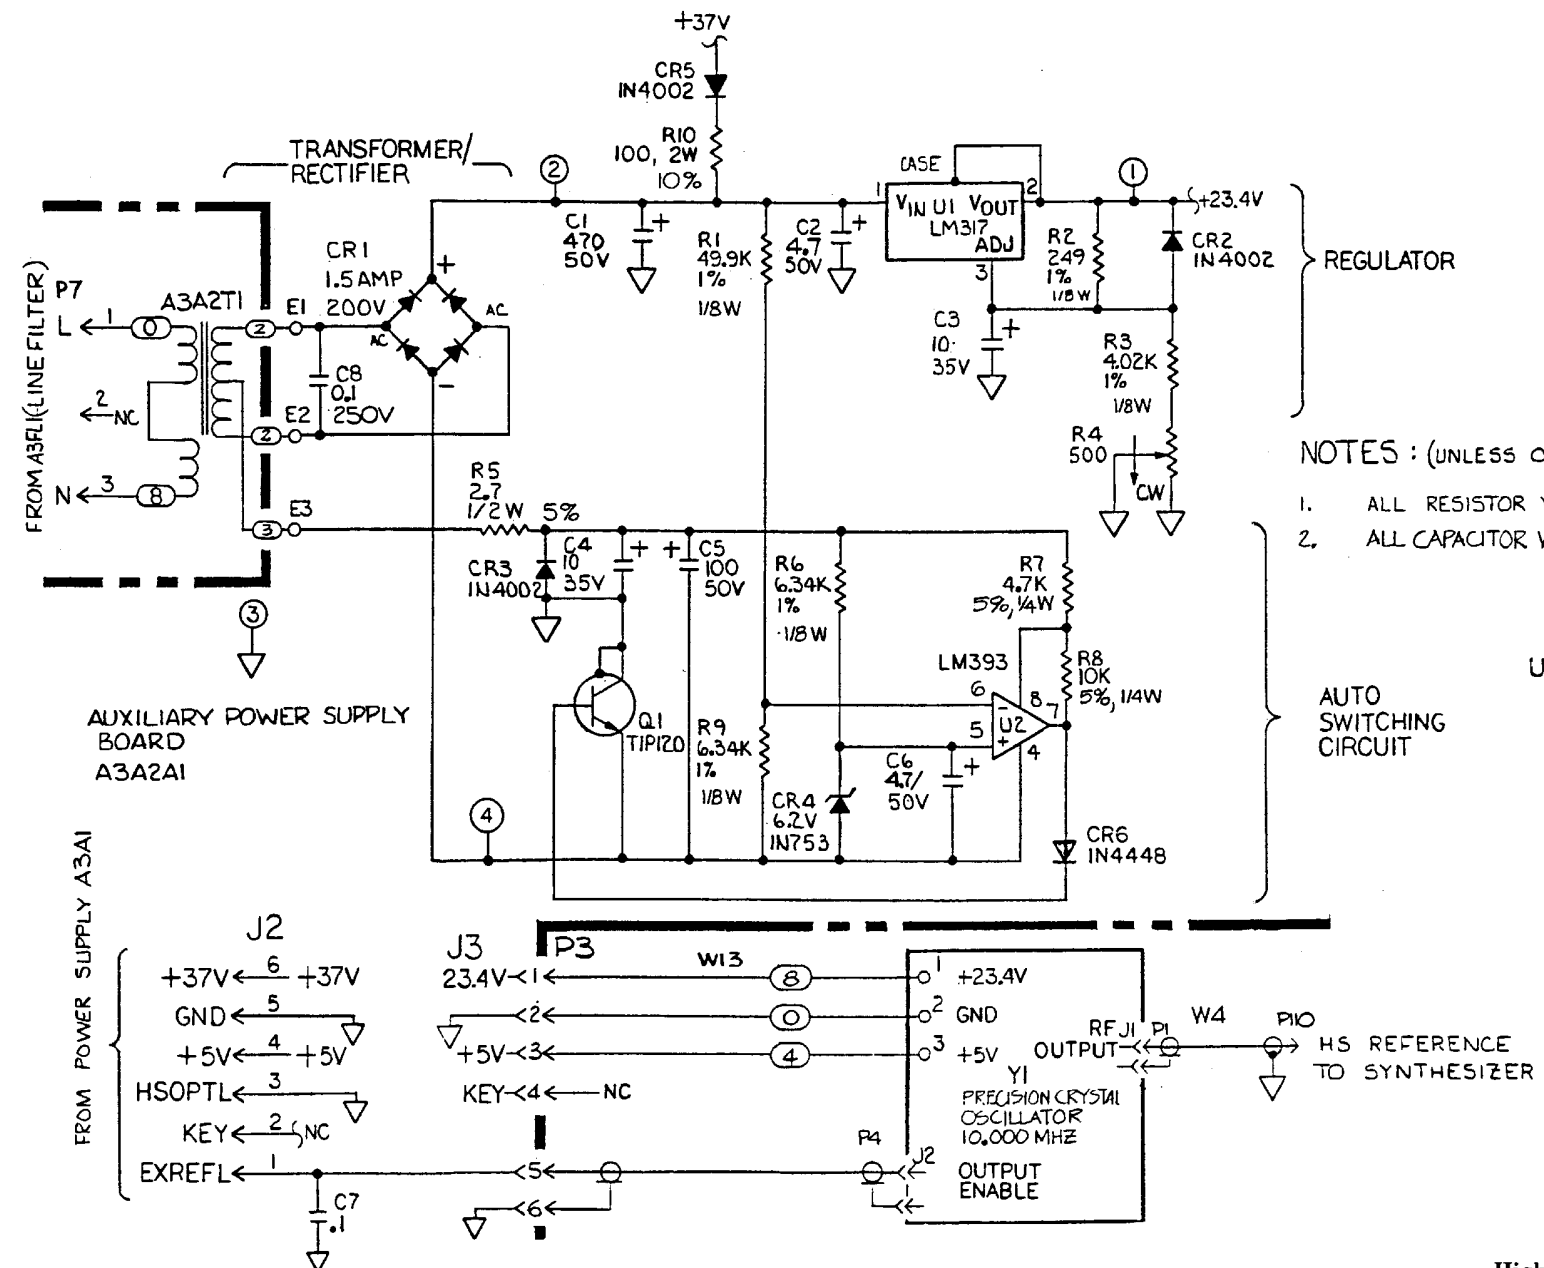 +37V
CR5
IN4002
R10
100, 2W
10%
TRANSFORMER/
RECTIFIER
2
CASE
1
2
VIN U1 VOUT
LM317
ADJ
3
1
+23.4V
C1
470
50V
+
R1
49.9K
1%
1/8W
C2
4.7
50V
+
R2
249
1%
1/8W
CR2
IN4002
REGULATOR
FROM A3FL1(LINE FILTER)
P7
L
1
0
A3A2T1
2
E1
CR1
1.5AMP
200V
+
AC
AC
-
C8
0.1
250V
2
NC
2
E2
N
3
8
3
E3
C3
10
35V
+
R3
4.02K
1%
1/8W
R4
500
CW
NOTES : (UNLESS O
1. ALL RESISTOR
2. ALL CAPACITOR
R5
2.7
1/2W 5%
CR3
IN4002
C4
10
35V
+
+
C5
100
50V
R6
6.34K
1%
1/8W
R7
4.7K
5%, 1/4W
3
LM393
R8
10K
5%, 1/4W
6
-
8
7
5
+
U2
4
U
AUXILIARY POWER SUPPLY
BOARD
A3A2A1
Q1
TIP120
R9
6.34K
1%
1/8W
C6
4.7/
50V
+
CR4
6.2V
IN753
AUTO
SWITCHING
CIRCUIT
4
CR6
IN4448
FROM POWER SUPPLY A3A1
J2
J3
P3
W13
+37V 6 +37V
23.4V 1
8
1 +23.4V
GND 5
2
0
2 GND
+5V 4 +5V
+5V 3
4
3 +5V
HSOPTL 3
KEY 4 NC
KEY 2 NC
EXREFL 1
5
6
C7
.1
P4
J2
OUTPUT
ENABLE
Y1
PRECISION CRYSTAL
OSCILLATOR
10.000 MHZ
RF
OUTPUT
J1
P1
W4
P110
HS REFERENCE
TO SYNTHESIZER